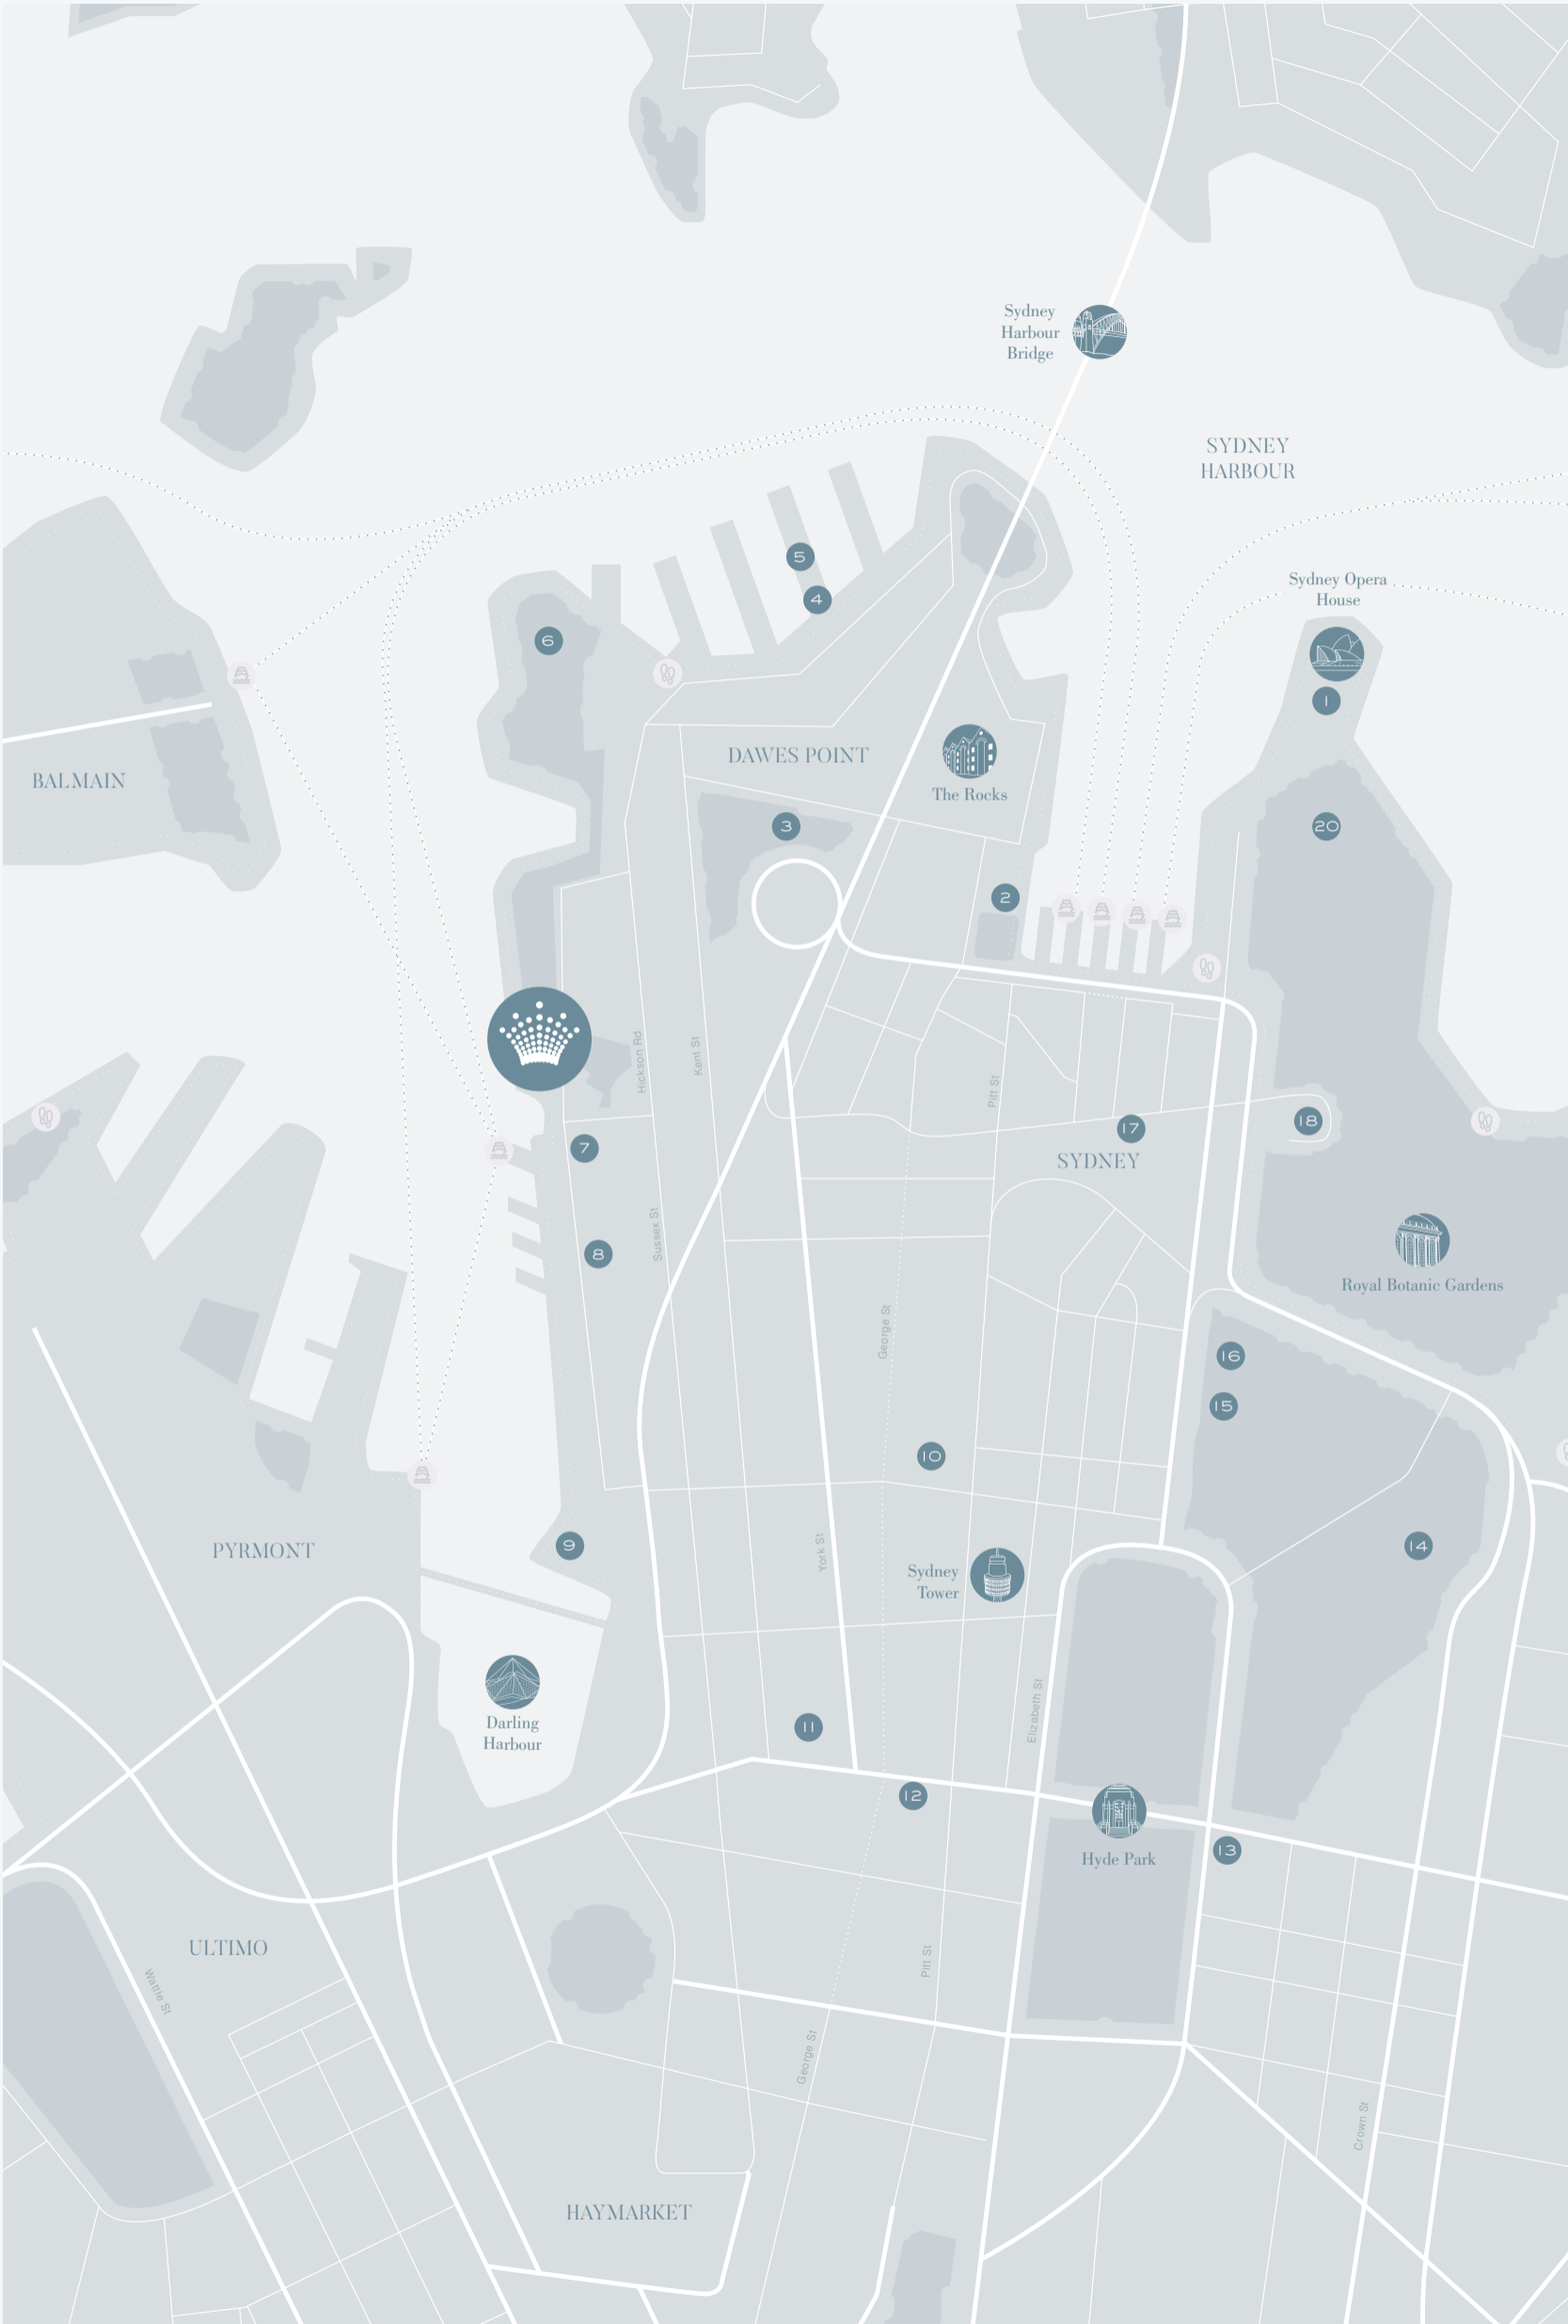 Sydney
Harbour
Bridge
SYDNEY
HARBOUR
5
Sydney Opera
House
4
6
1
DAWES POINT
BALMAIN
The Rocks
3
20
2
Hickson Rd
Kent St
Pitt St
18
17
7
SYDNEY
Sussex St
8
Royal Botanic Gardens
George St
16
15
10
9
14
PYRMONT
York St
Sydney
Tower
Elizabeth St
Darling
Harbour
11
12
13
Hyde Park
ULTIMO
Pitt St
Wattle St
George St
Crown St
HAYMARKET